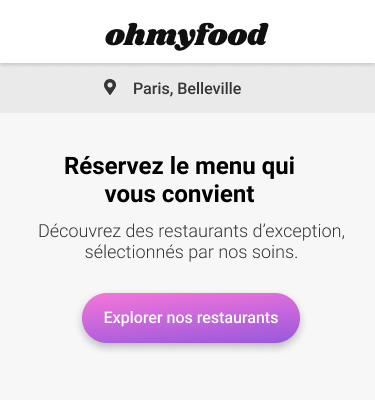 ohmyfood
Paris, Belleville
Réservez le menu qui
vous convient
Découvrez des restaurants d’exception,
sélectionnés par nos soins.
Explorer nos restaurants